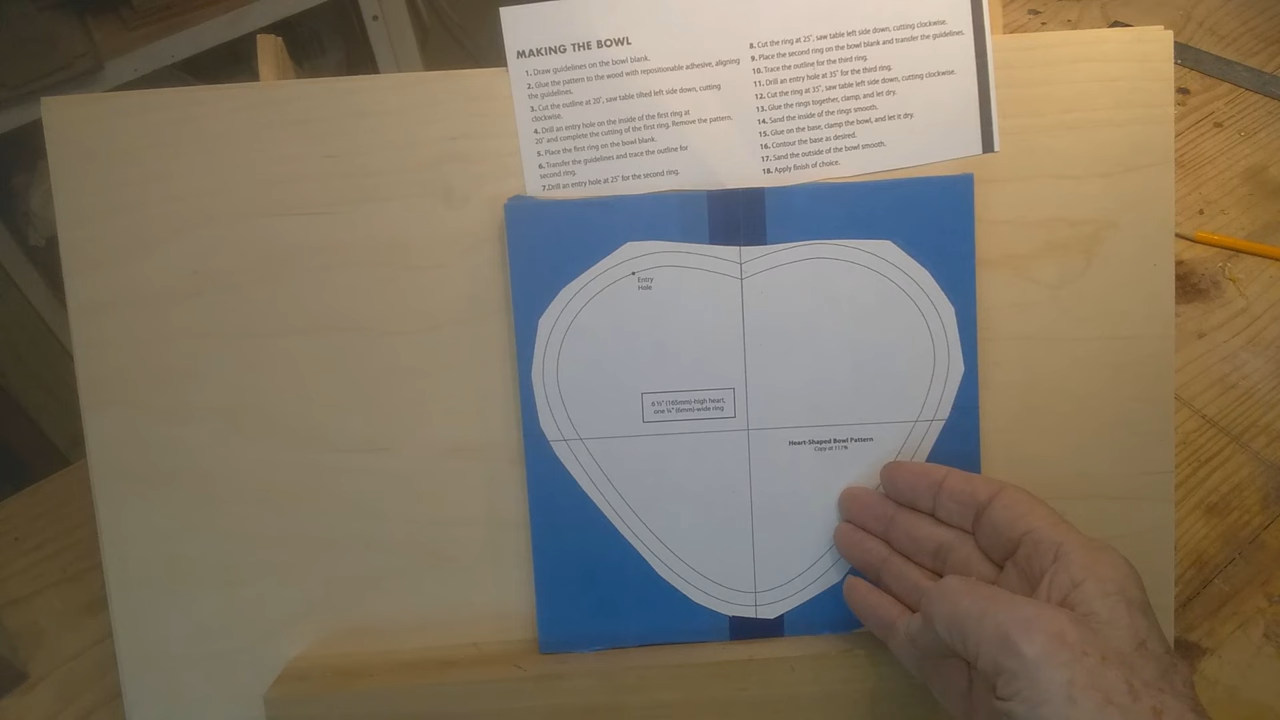 MAKING THE BOWL
1. Draw guidelines on the bowl blank.
2. Glue the pattern to the wood with repositionable adhesive, aligning
the guidelines.
3. Cut the outline at 20°, saw table tilted left side down, cutting
clockwise.
4. Drill an entry hole on the inside of the first ring at
20° and complete the cutting of the first ring. Remove the pattern.
5. Place the first ring on the bowl blank.
6. Transfer the guidelines and trace the outline for
second ring.
7.Drill an entry hole at 25° for the second ring.
8. Cut the ring at 25°, saw table left side down, cutting clockwise.
9. Place the second ring on the bowl blank and transfer the guidelines.
10. Trace the outline for the third ring.
11. Drill an entry hole at 35° for the third ring.
12. Cut the ring at 35°, saw table left side down, cutting clockwise.
13. Glue the rings together, clamp, and let dry.
14. Sand the inside of the rings smooth.
15. Glue on the base, clamp the bowl, and let it dry.
16. Contour the base as desired.
17. Sand the outside of the bowl smooth.
18. Apply finish of choice.
Entry
Hole
6 ½" (165mm)-high heart,
one ¼" (6mm)-wide ring
Heart-Shaped Bowl Pattern
Copy at 117%